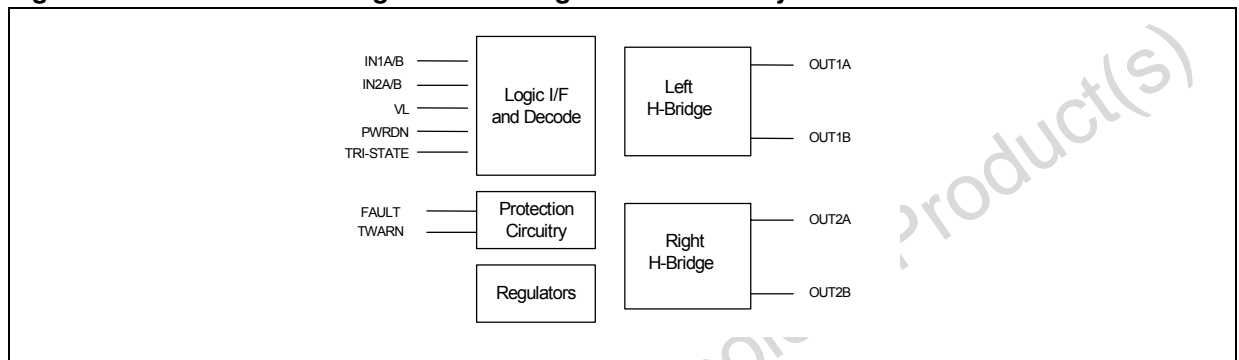 IN1A/B
IN2A/B
VL
PWRDN
TRI-STATE
Logic I/F
and Decode
Left
H-Bridge
OUT1A
OUT1B
FAULT
TWARN
Protection
Circuitry
Regulators
Right
H-Bridge
OUT2A
OUT2B
Product(s)